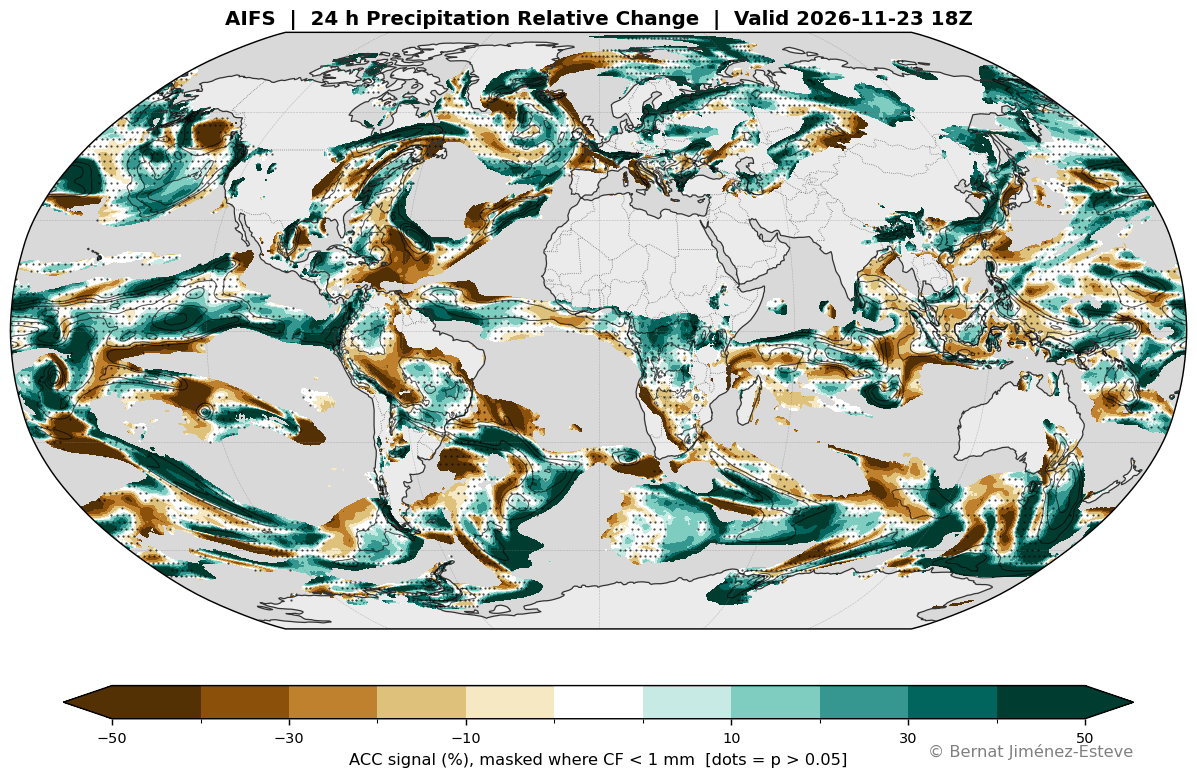 AIFS | 24 h Precipitation Relative Change | Valid 2026-11-23 18Z
−50 −30 −10 10 30 50
© Bernat Jiménez-Esteve
ACC signal (%), masked where CF < 1 mm [dots = p > 0.05]